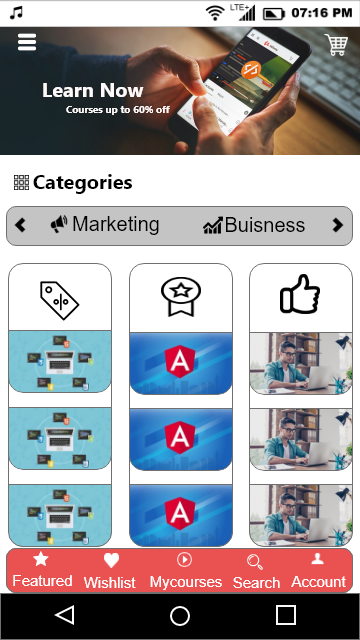 LTE+ 07:16 PM
Learn Now
Courses up to 60% off
Categories
Marketing Buisness
A A
A
Featured Wishlist Mycourses Search Account